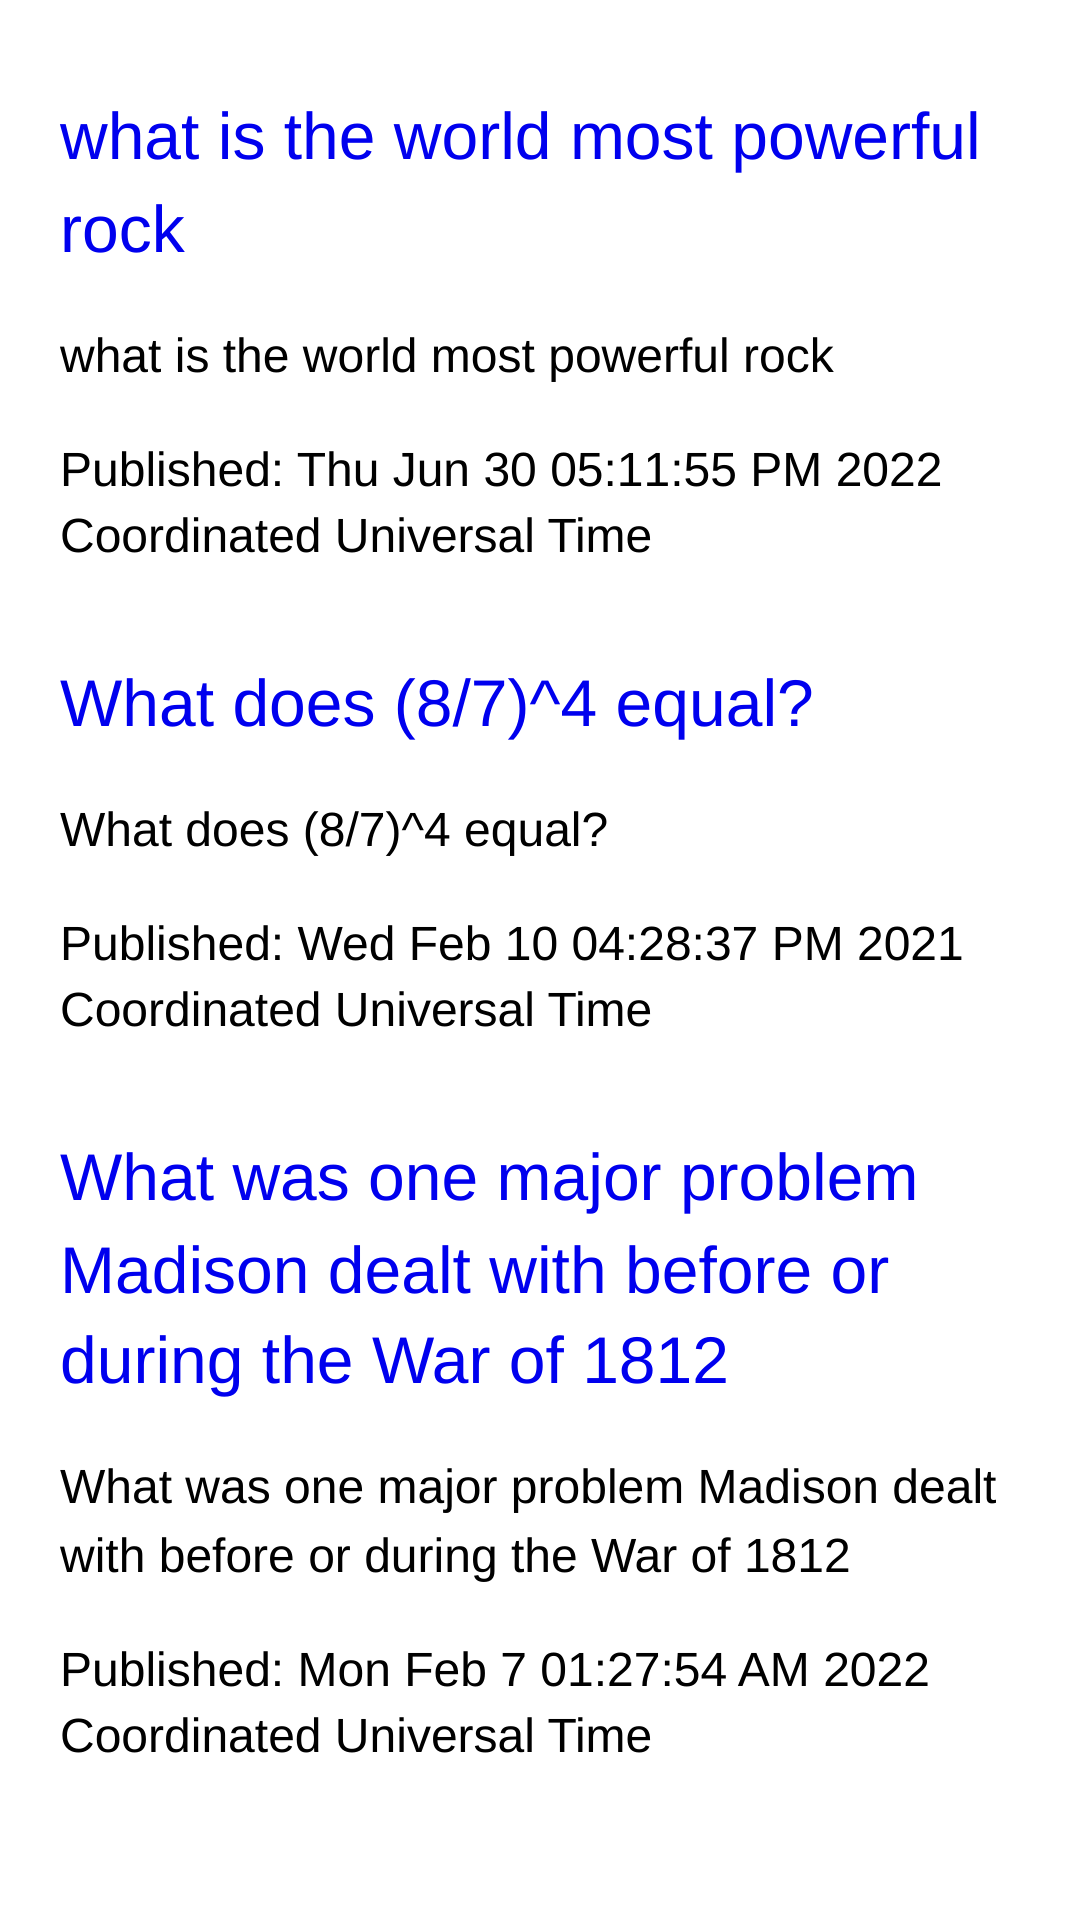 what is the world most powerful
rock
what is the world most powerful rock
Published: Thu Jun 30 05:11:55 PM 2022
Coordinated Universal Time
What does (8/7)^4 equal?
What does (8/7)^4 equal?
Published: Wed Feb 10 04:28:37 PM 2021
Coordinated Universal Time
What was one major problem
Madison dealt with before or
during the War of 1812
What was one major problem Madison dealt
with before or during the War of 1812
Published: Mon Feb 7 01:27:54 AM 2022
Coordinated Universal Time